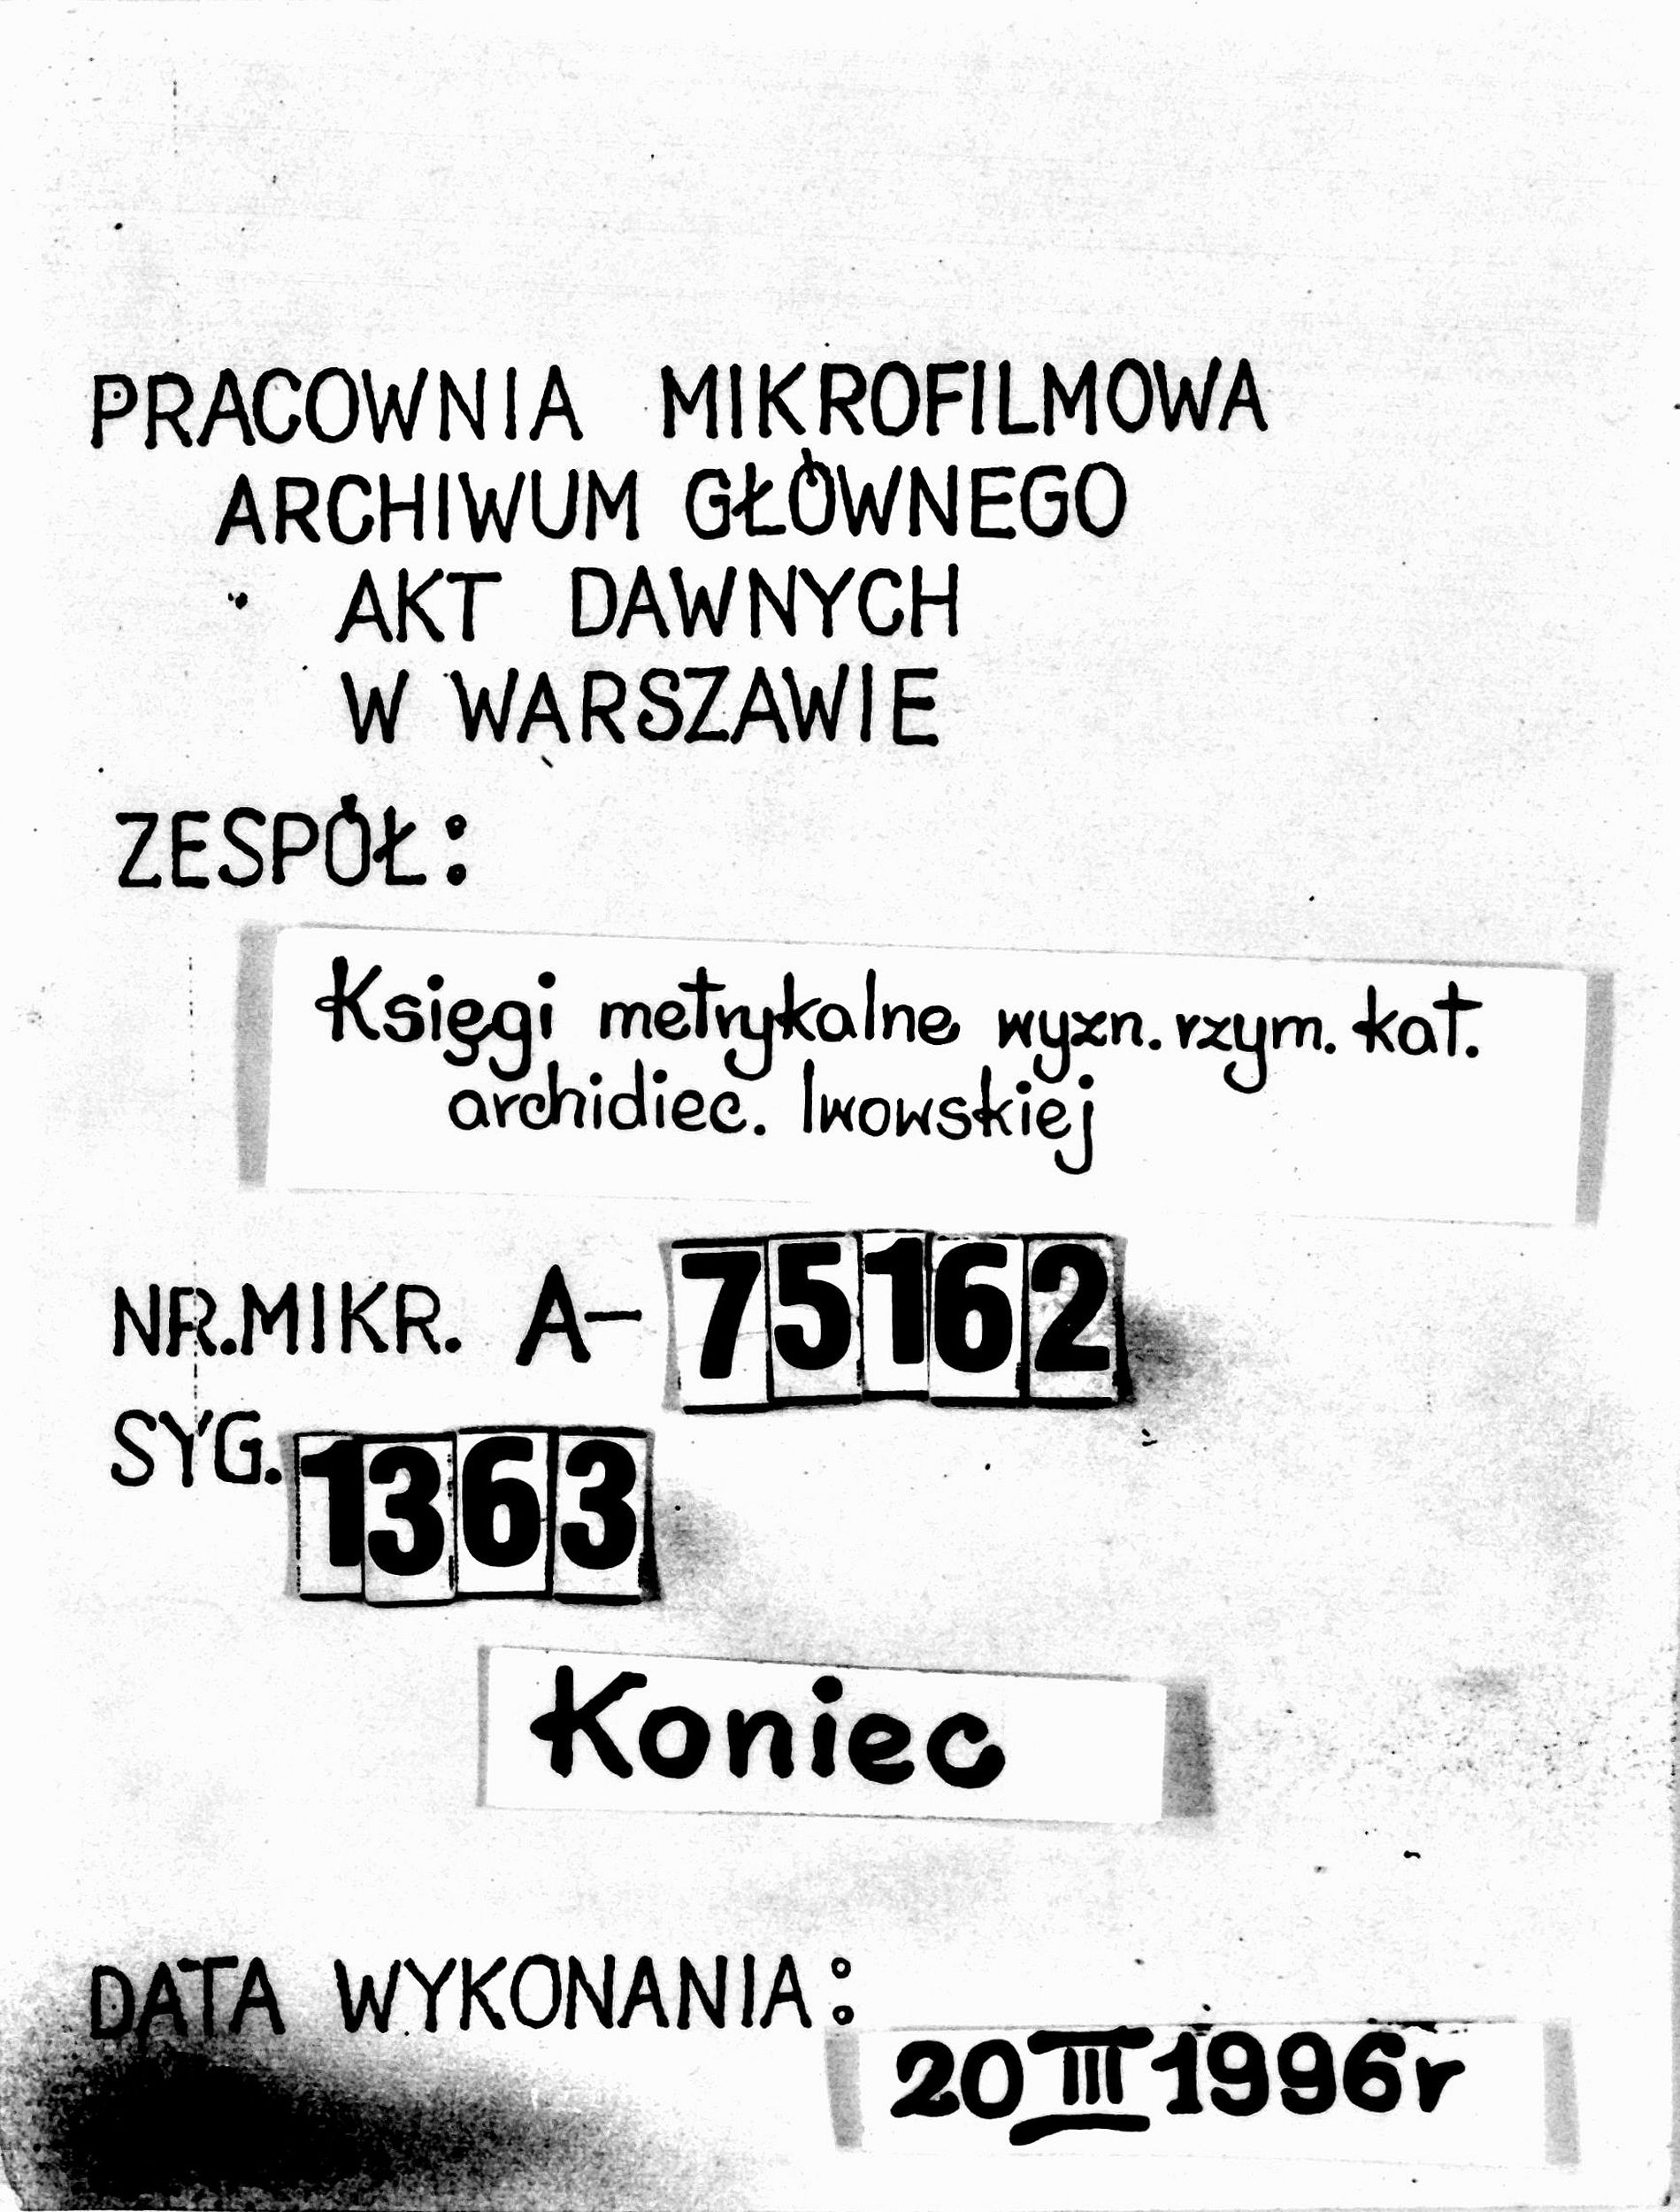 PRACOWNIA MIKROFILMOWA
ARCHIWUM GŁÓWNEGO
AKT DAWNYCH
W WARSZAWIE
ZESPÓŁ:
Księgi metrykalne wyzn. rzym. kat.
archidiec. lwowskiej
NR. MIKR. A- 75162
SYG. 1363
Koniec
DATA WYKONANIA:
20 III 1996r